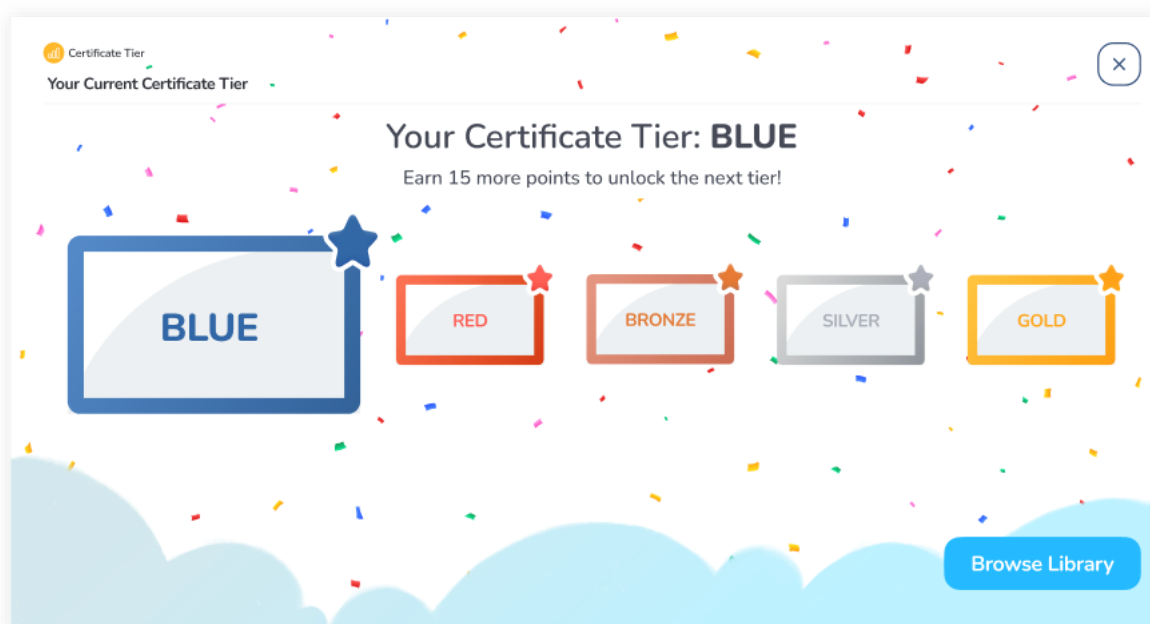 Certificate Tier
Your Current Certificate Tier
Your Certificate Tier: BLUE
Earn 15 more points to unlock the next tier!
BLUE
RED
BRONZE
SILVER
GOLD
Browse Library